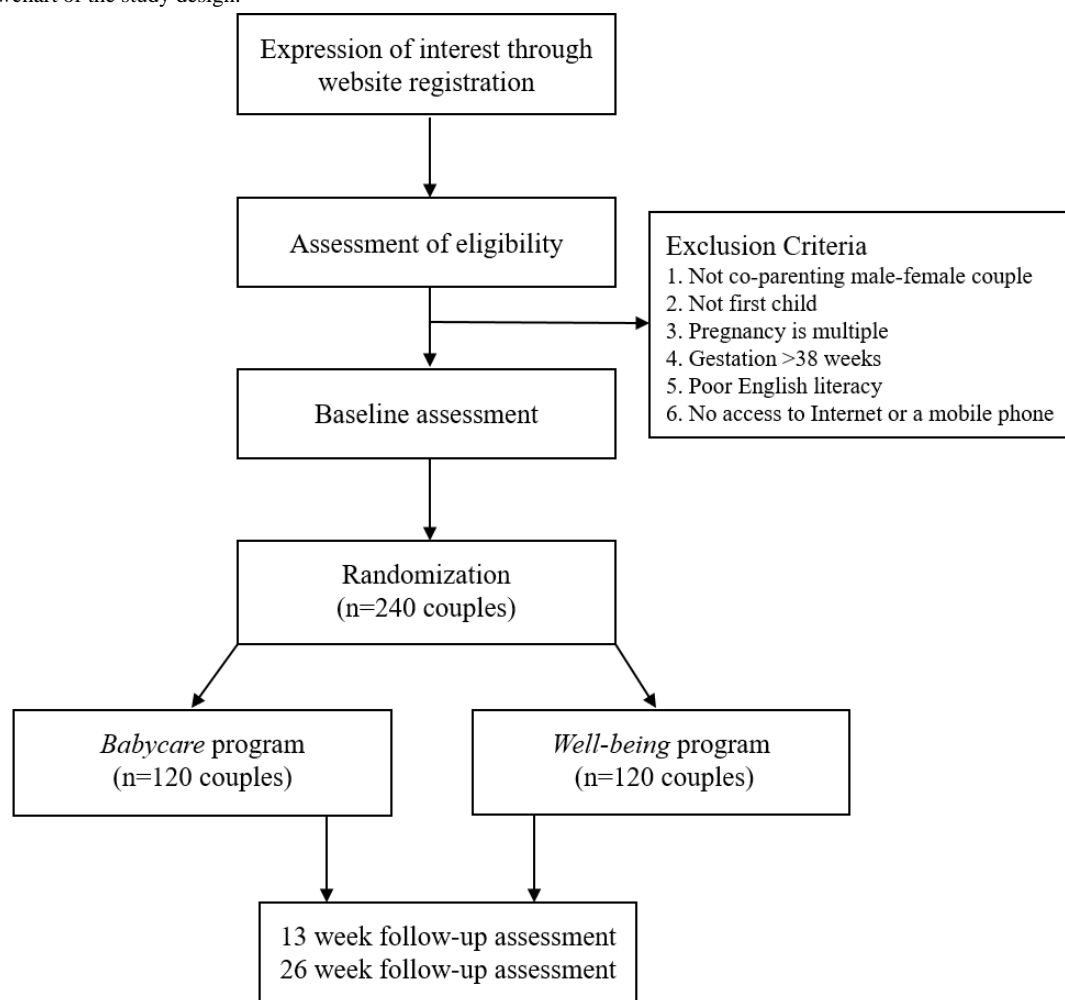 of the study design.
Expression of interest through
website registration
Assessment of eligibility
Exclusion Criteria
1. Not co-parenting male-female couple
2. Not first child
3. Pregnancy is multiple
4. Gestation >38 weeks
5. Poor English literacy
6. No access to Internet or a mobile phone
Baseline assessment
Randomization
(n=240 couples)
Babycare program
(n=120 couples)
Well-being program
(n=120 couples)
13 week follow-up assessment
26 week follow-up assessment